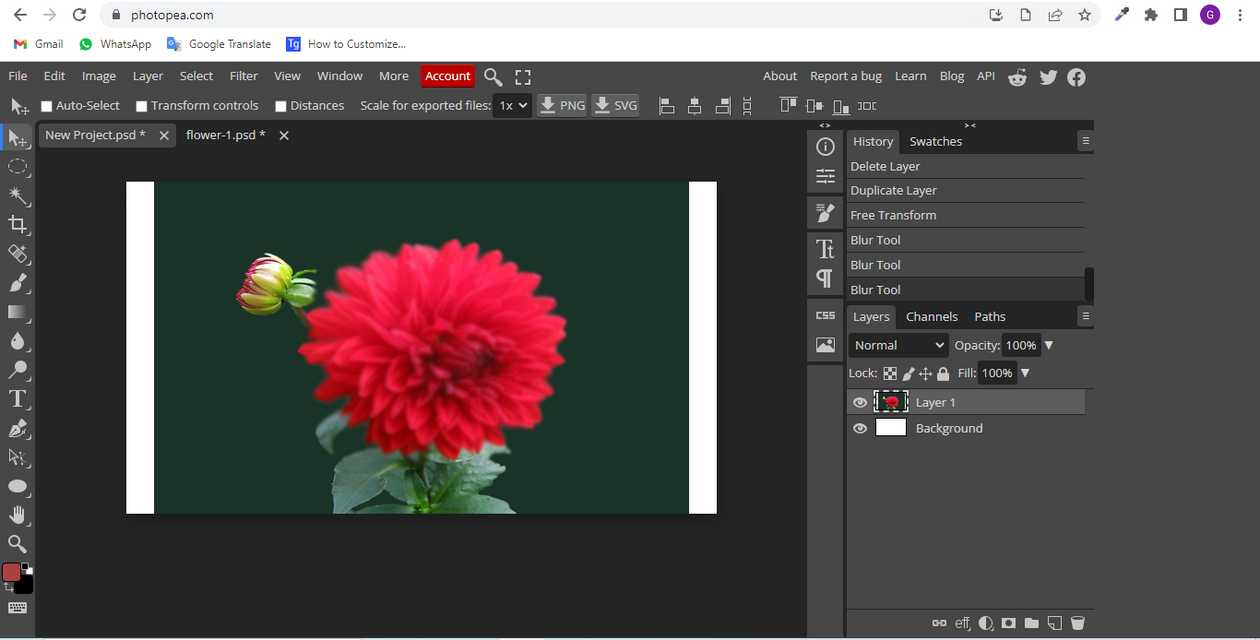 photopea.com
G
Gmail WhatsApp Google Translate Tg How to Customize...
File Edit Image Layer Select Filter View Window More Account About Report a bug Learn Blog API
Auto-Select Transform controls Distances Scale for exported files: 1x PNG SVG
New Project.psd * flower-1.psd *
History Swatches
Delete Layer
Duplicate Layer
Free Transform
Blur Tool
Blur Tool
Blur Tool
CSS
Layers Channels Paths
Normal Opacity: 100%
Lock: Fill: 100%
Layer 1
Background
eff